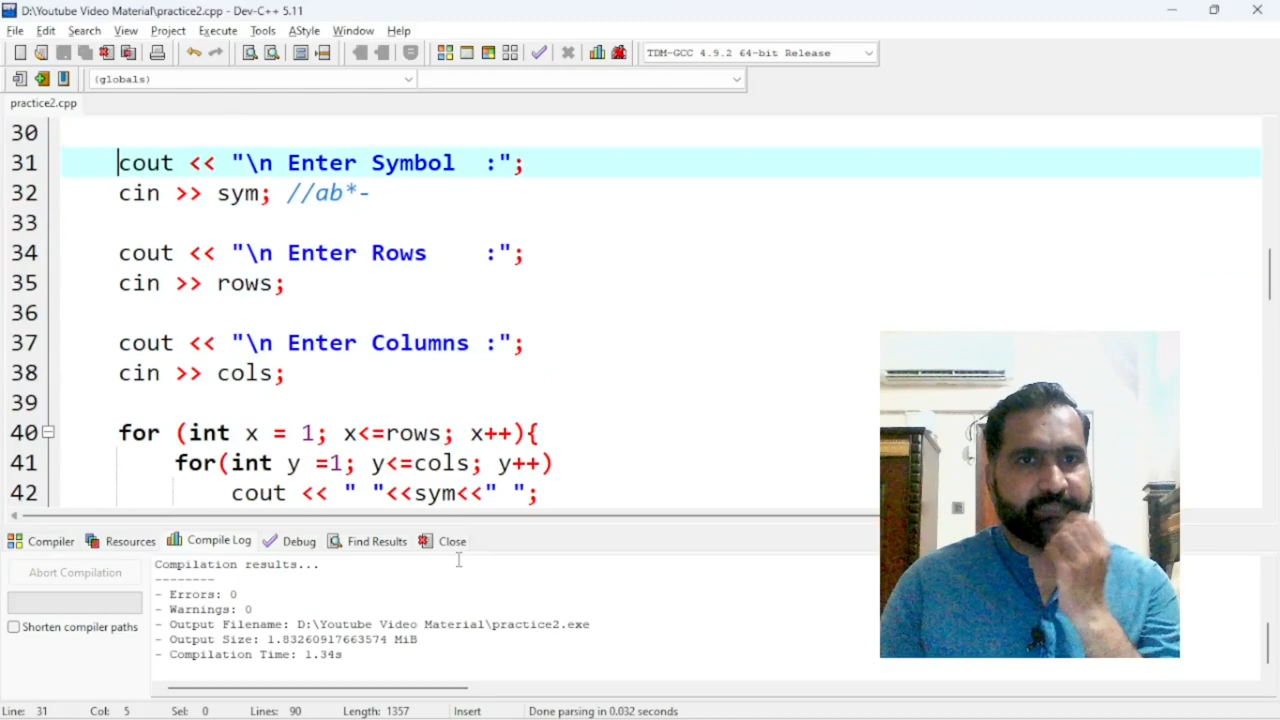 D:\Youtube Video Material\practice2.cpp - Dev-C++ 5.11
File Edit Search View Project Execute Tools AStyle Window Help
TDM-GCC 4.9.2 64-bit Release
(globals)
practice2.cpp
30
31 cout << "\n Enter Symbol  :";
32 cin >> sym; //ab*-
33
34 cout << "\n Enter Rows    :";
35 cin >> rows;
36
37 cout << "\n Enter Columns :";
38 cin >> cols;
39
40 for (int x = 1; x<=rows; x++){
41 for(int y =1; y<=cols; y++)
42 cout << " "<<sym<<" ";
Compiler Resources Compile Log Debug Find Results Close
Abort Compilation
Shorten compiler paths
Compilation results...
--------
- Errors: 0
- Warnings: 0
- Output Filename: D:\Youtube Video Material\practice2.exe
- Output Size: 1.83260917663574 MiB
- Compilation Time: 1.34s
Line: 31 Col: 5 Sel: 0 Lines: 90 Length: 1357 Insert Done parsing in 0.032 seconds